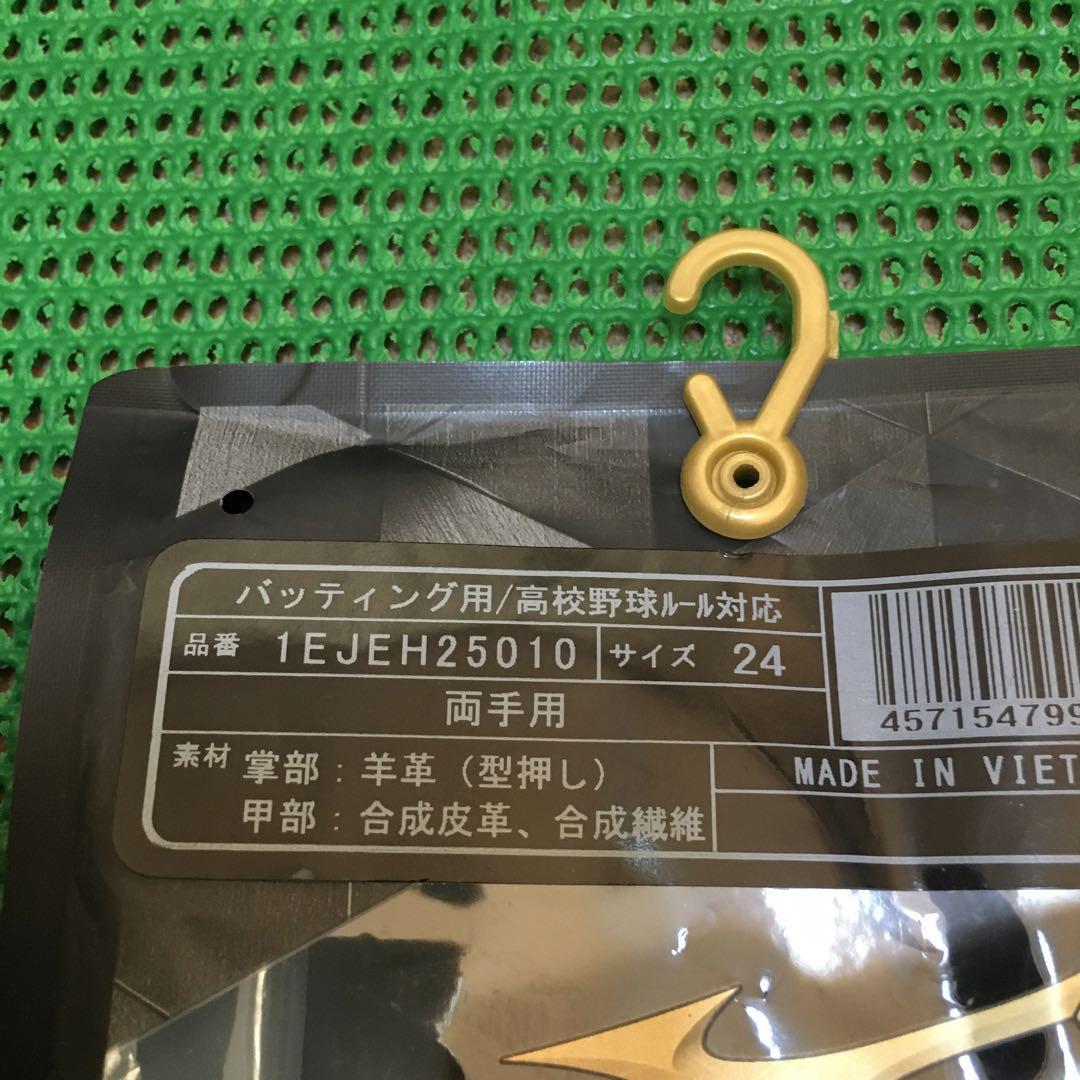 バッティング用/高校野球ルール対応
品番 1EJEH25010 サイズ 24
両手用
素材 掌部：羊革（型押し）
甲部：合成皮革、合成繊維
457154799
MADE IN VIET